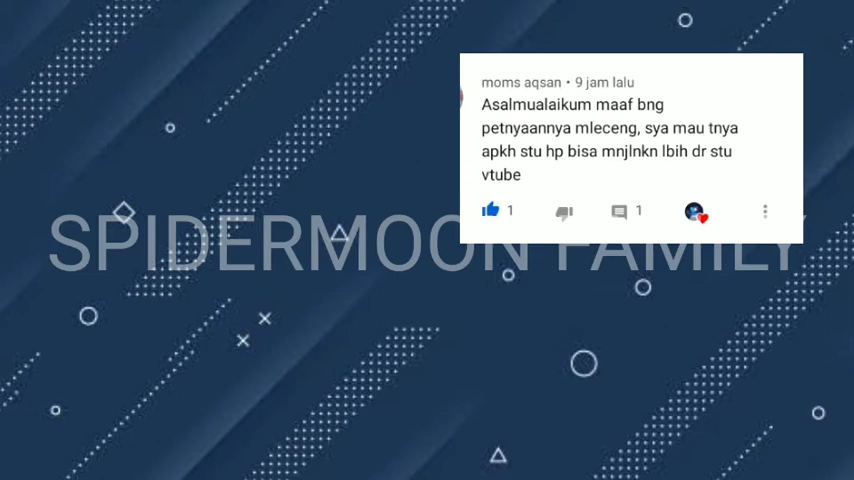 moms aqsan • 9 jam lalu
Asalmualaikum maaf bng
petnyaannya mleceng, sya mau tnya
apkh stu hp bisa mnjlnkn lbih dr stu
vtube
1 1
SPIDERMOON FAMILY